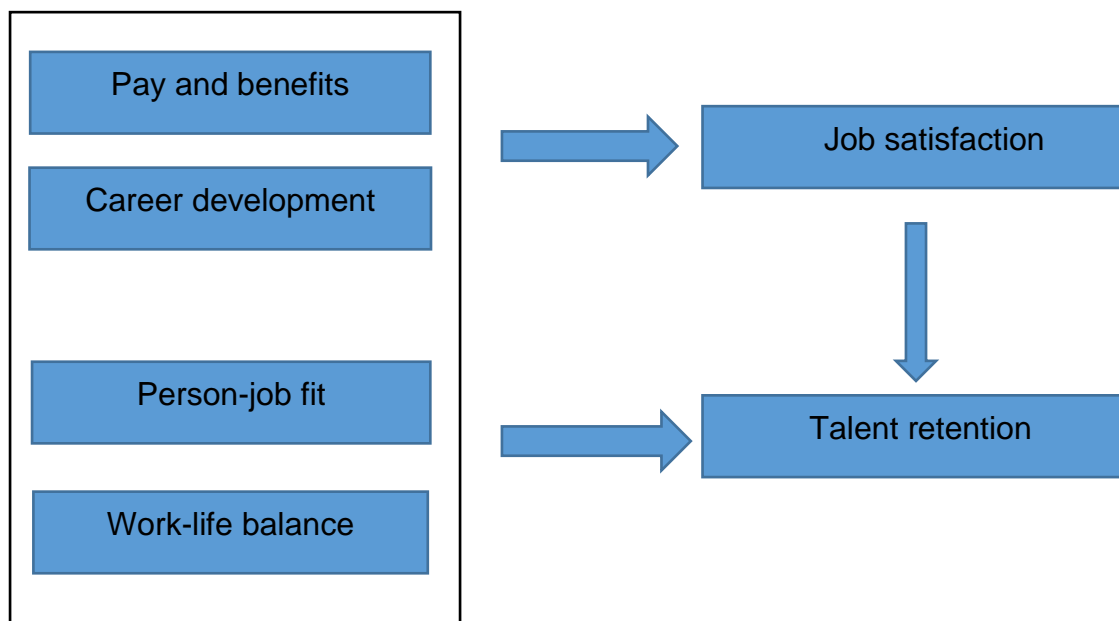 Pay and benefits
Career development
Person-job fit
Work-life balance
Job satisfaction
Talent retention